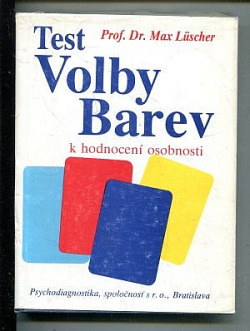 Test Prof. Dr. Max Lüscher
Volby
Barev
k hodnocení osobnosti
Psychodiagnostika, spoločnosť s r. o., Bratislava